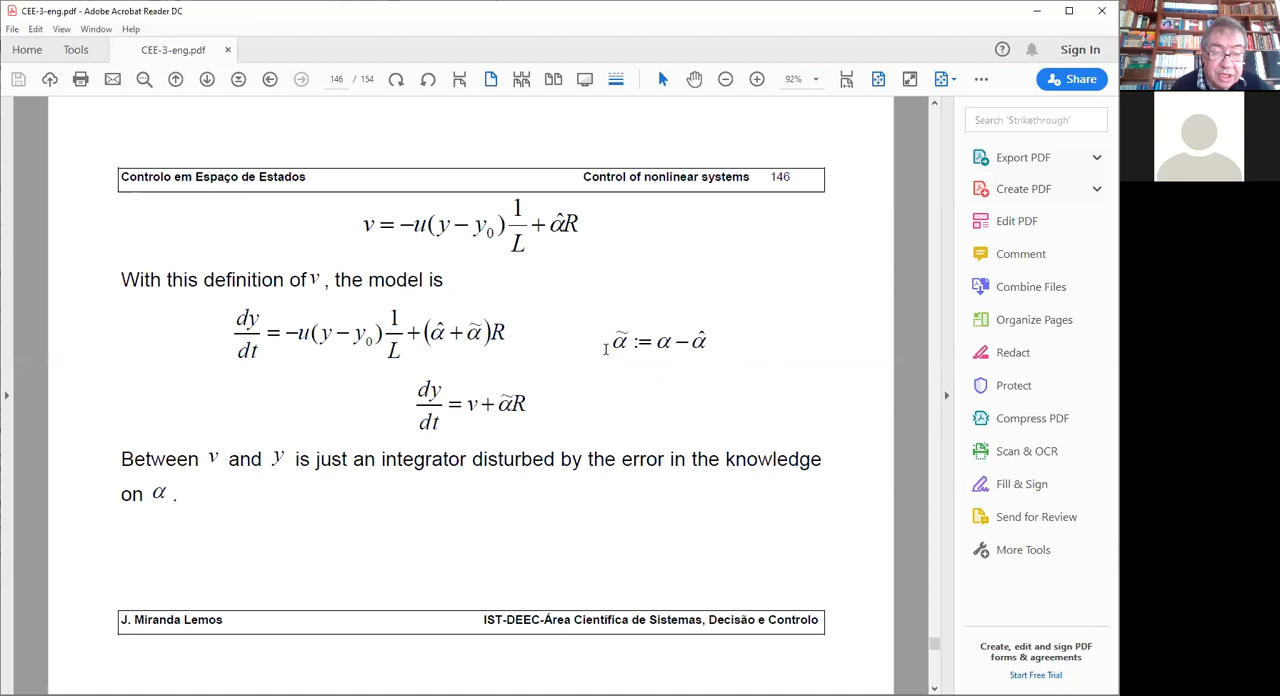 CEE-3-eng.pdf - Adobe Acrobat Reader DC
File Edit View Window Help
Home Tools CEE-3-eng.pdf × Sign In
146 / 154 92% Share
Search 'Strikethrough'
Export PDF
Create PDF
Edit PDF
Comment
Combine Files
Organize Pages
Redact
Protect
Compress PDF
Scan & OCR
Fill & Sign
Send for Review
More Tools
Create, edit and sign PDF
forms & agreements
Start Free Trial
Controlo em Espaço de Estados Control of nonlinear systems 146
v = −u(y − y₀) 1/L + α̂R
With this definition of v , the model is
dy/dt = −u(y − y₀) 1/L + (α̂ + α̃)R α̃ := α − α̂
dy/dt = v + α̃R
Between v and y is just an integrator disturbed by the error in the knowledge
on α .
J. Miranda Lemos IST-DEEC-Área Científica de Sistemas, Decisão e Controlo